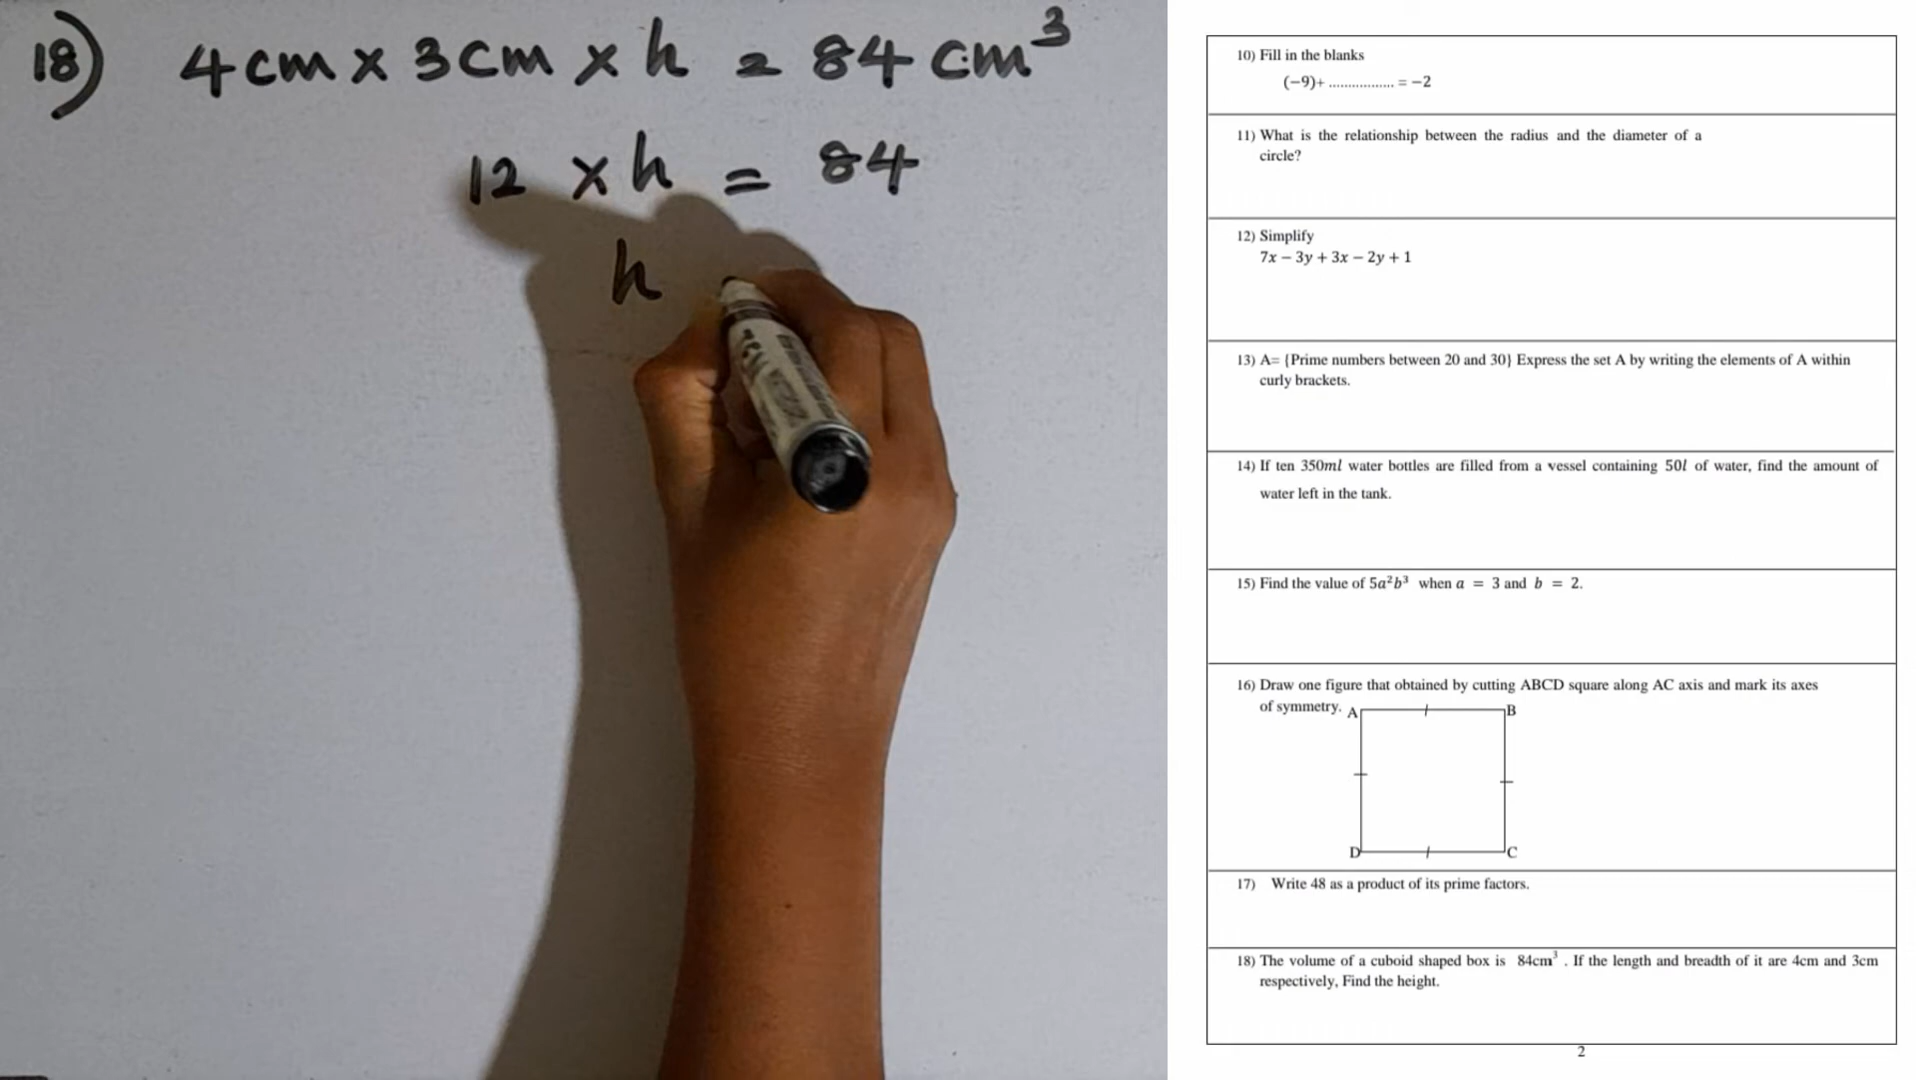 18) 4cm x 3cm x h = 84 cm³
12 x h = 84
h
10) Fill in the blanks
(−9)+ ................. = −2
11) What is the relationship between the radius and the diameter of a
circle?
12) Simplify
7x − 3y + 3x − 2y + 1
13) A= {Prime numbers between 20 and 30} Express the set A by writing the elements of A within
curly brackets.
14) If ten 350ml water bottles are filled from a vessel containing 50l of water, find the amount of
water left in the tank.
15) Find the value of 5a²b³ when a = 3 and b = 2.
16) Draw one figure that obtained by cutting ABCD square along AC axis and mark its axes
of symmetry.
A B
D C
17) Write 48 as a product of its prime factors.
18) The volume of a cuboid shaped box is 84cm³ . If the length and breadth of it are 4cm and 3cm
respectively, Find the height.
2